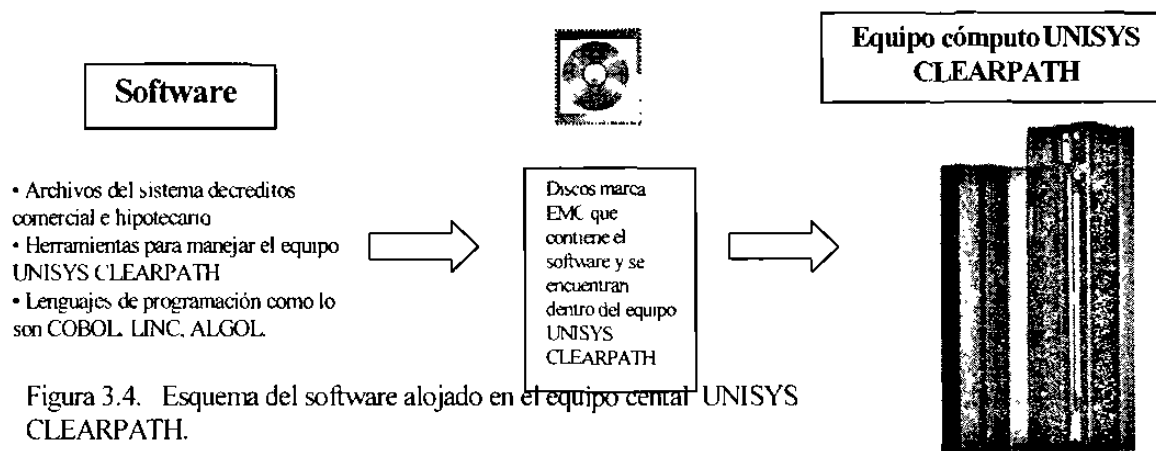 Software
Equipo cómputo UNISYS
CLEARPATH
• Archivos del sistema decreditos
comercial e hipotecario
• Herramientas para manejar el equipo
UNISYS CLEARPATH
• Lenguajes de programación como lo
son COBOL. LINC, ALGOL.
Discos marca
EMC que
contiene el
software y se
encuentran
dentro del equipo
UNISYS
CLEARPATH
Figura 3.4. Esquema del software alojado en el equipo cental UNISYS
CLEARPATH.